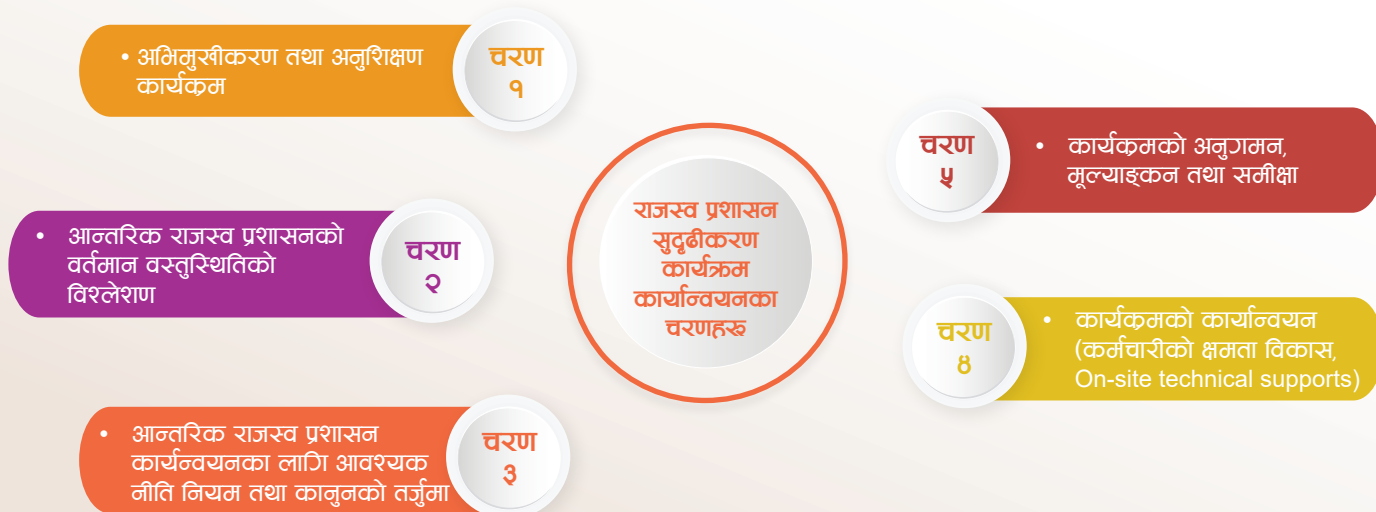 • अभिमुखीकरण तथा अनुशिक्षण
कार्यक्रम
चरण
१
• आन्तरिक राजस्व प्रशासनको
वर्तमान वस्तुस्थितिको
विश्लेशण
चरण
२
• आन्तरिक राजस्व प्रशासन
कार्यन्वयनका लागि आवश्यक
नीति नियम तथा कानुनको तर्जुमा
चरण
३
राजस्व प्रशासन
सुदृढीकरण
कार्यक्रम
कार्यान्वयनका
चरणहरु
चरण
५
• कार्यक्रमको अनुगमन,
मूल्याङ्कन तथा समीक्षा
चरण
४
• कार्यक्रमको कार्यान्वयन
(कर्मचारीको क्षमता विकास,
On-site technical supports)